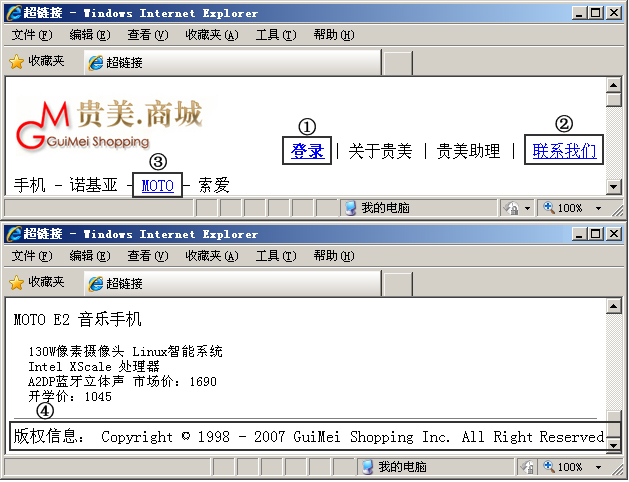 超链接 - Windows Internet Explorer
文件(F) 编辑(E) 查看(V) 收藏夹(A) 工具(T) 帮助(H)
收藏夹 超链接
GM 贵美.商城
GuiMei Shopping
① ②
登录 | 关于贵美 | 贵美助理 | 联系我们
③
手机 - 诺基亚 - MOTO - 索爱
我的电脑 100%
超链接 - Windows Internet Explorer
文件(F) 编辑(E) 查看(V) 收藏夹(A) 工具(T) 帮助(H)
收藏夹 超链接
MOTO E2 音乐手机
130W像素摄像头 Linux智能系统
Intel XScale 处理器
A2DP蓝牙立体声 市场价: 1690
开学价: 1045
④
版权信息: Copyright © 1998 - 2007 GuiMei Shopping Inc. All Right Reserved
我的电脑 100%